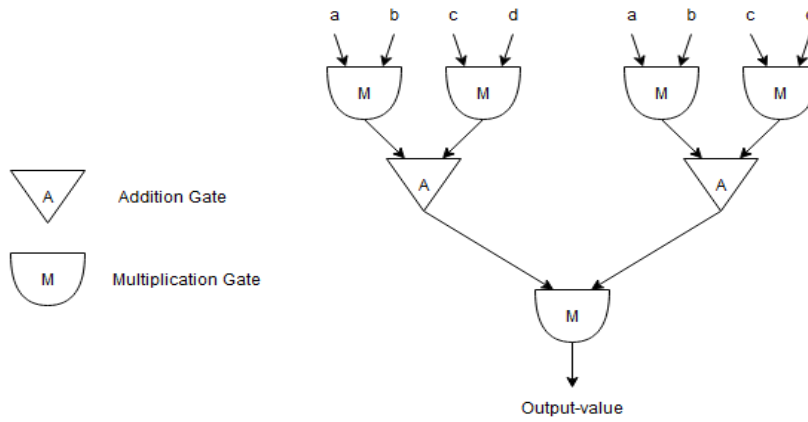 a b c d a b c
M M M M
A Addition Gate
A A
M Multiplication Gate
M
Output-value